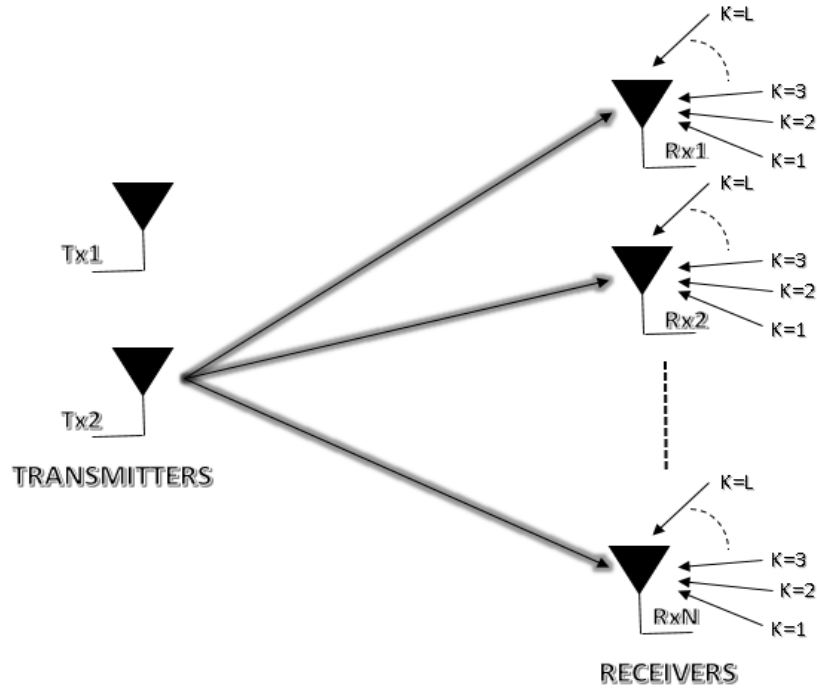 K=L
K=3
K=2
Rx1
K=1
K=L
Tx1
K=3
K=2
Rx2
K=1
Tx2
TRANSMITTERS
K=L
K=3
K=2
RxN
K=1
RECEIVERS